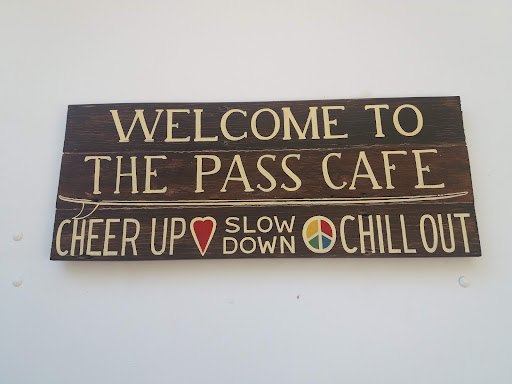 WELCOME TO
THE PASS CAFE
CHEER UP SLOW DOWN CHILL OUT